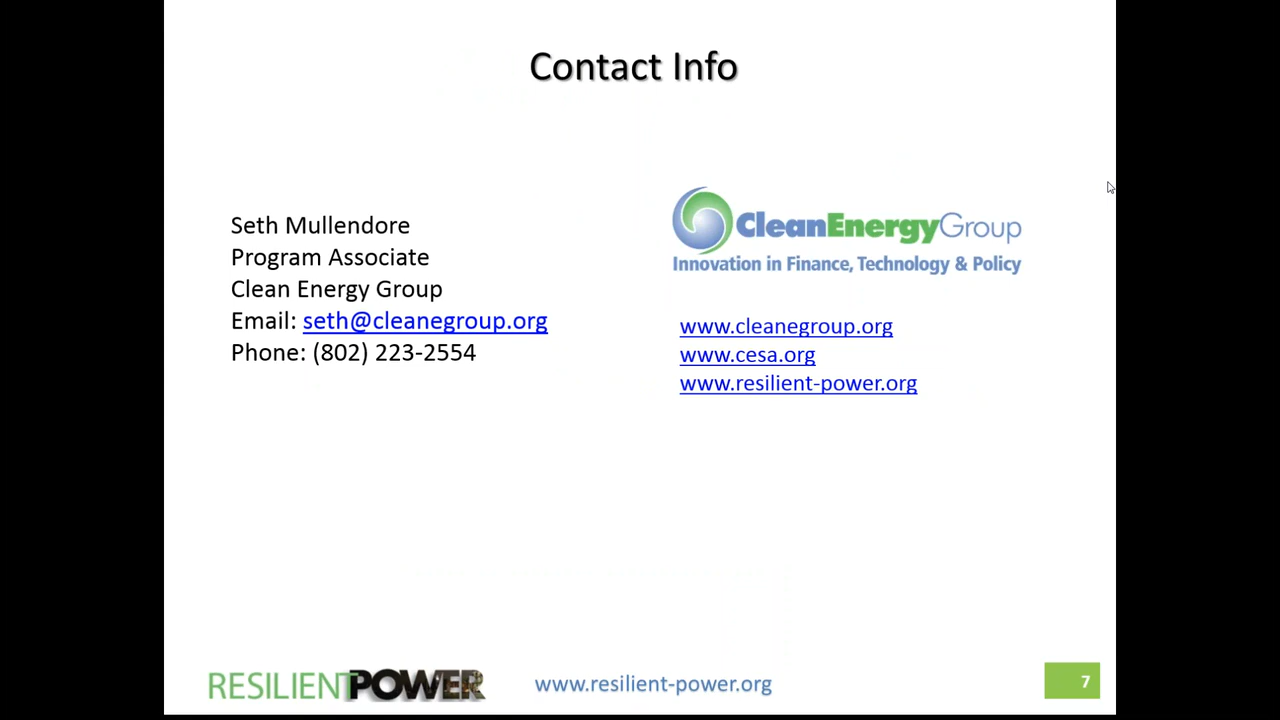 Contact Info
Seth Mullendore
Program Associate
Clean Energy Group
Email: seth@cleanegroup.org
Phone: (802) 223-2554
CleanEnergyGroup
Innovation in Finance, Technology & Policy
www.cleanegroup.org
www.cesa.org
www.resilient-power.org
RESILIENTPOWER
www.resilient-power.org
7